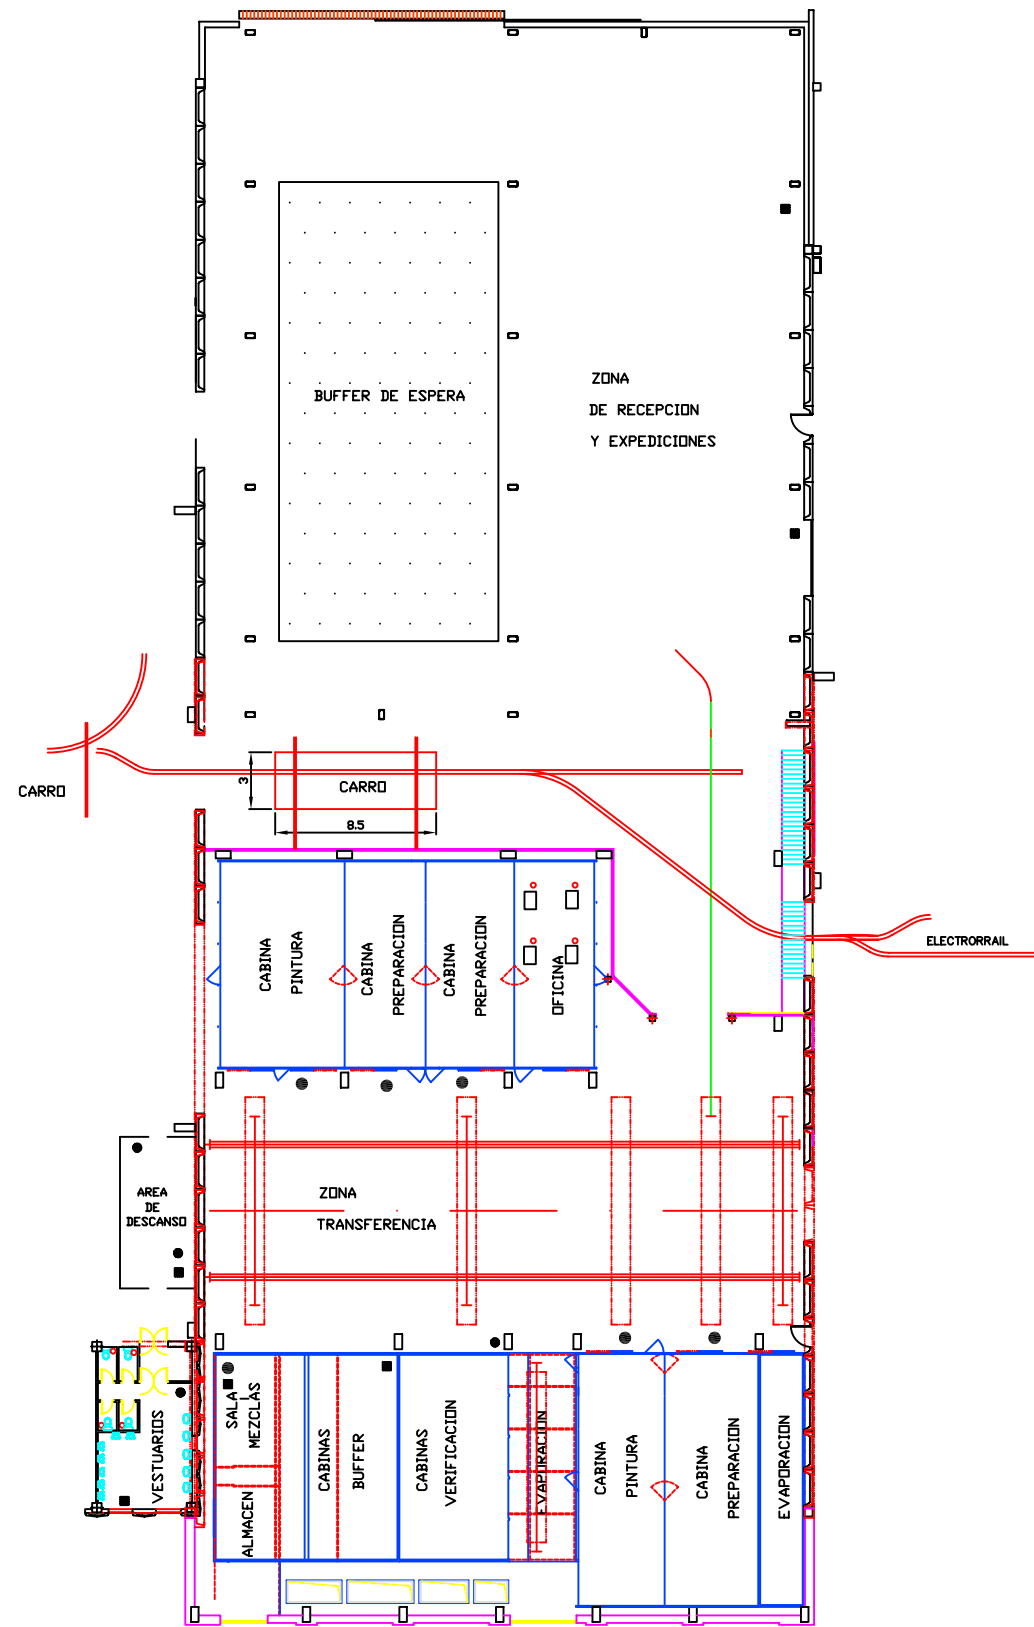 BUFFER DE ESPERA
ZONA
DE RECEPCION
Y EXPEDICIONES
CARRO
3
CARRO
8.5
ELECTRORRAIL
CABINA
PINTURA
CABINA
PREPARACION
CABINA
PREPARACION
OFICINA
AREA
DE
DESCANSO
ZONA
TRANSFERENCIA
VESTUARIOS
SALA
MEZCLAS
ALMACEN
CABINAS
BUFFER
CABINAS
VERIFICACION
EVAPORACION
CABINA
PINTURA
CABINA
PREPARACION
EVAPORACION